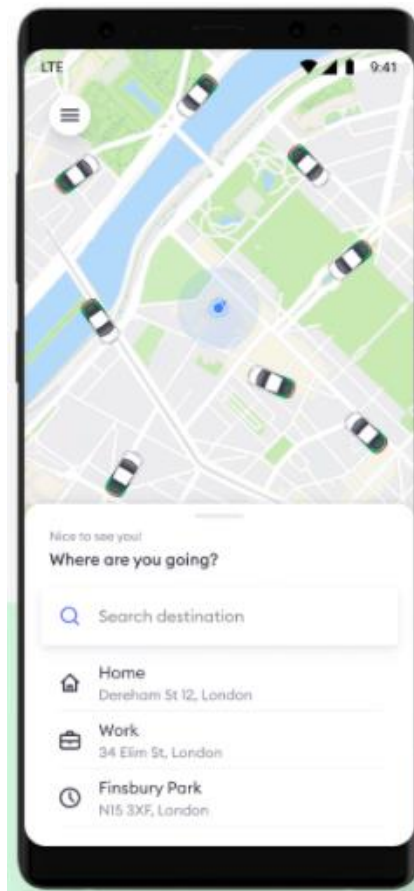 LTE 9:41
Nice to see you!
Where are you going?
Search destination
Home
Dereham St 12, London
Work
34 Elim St, London
Finsbury Park
N15 3XF, London